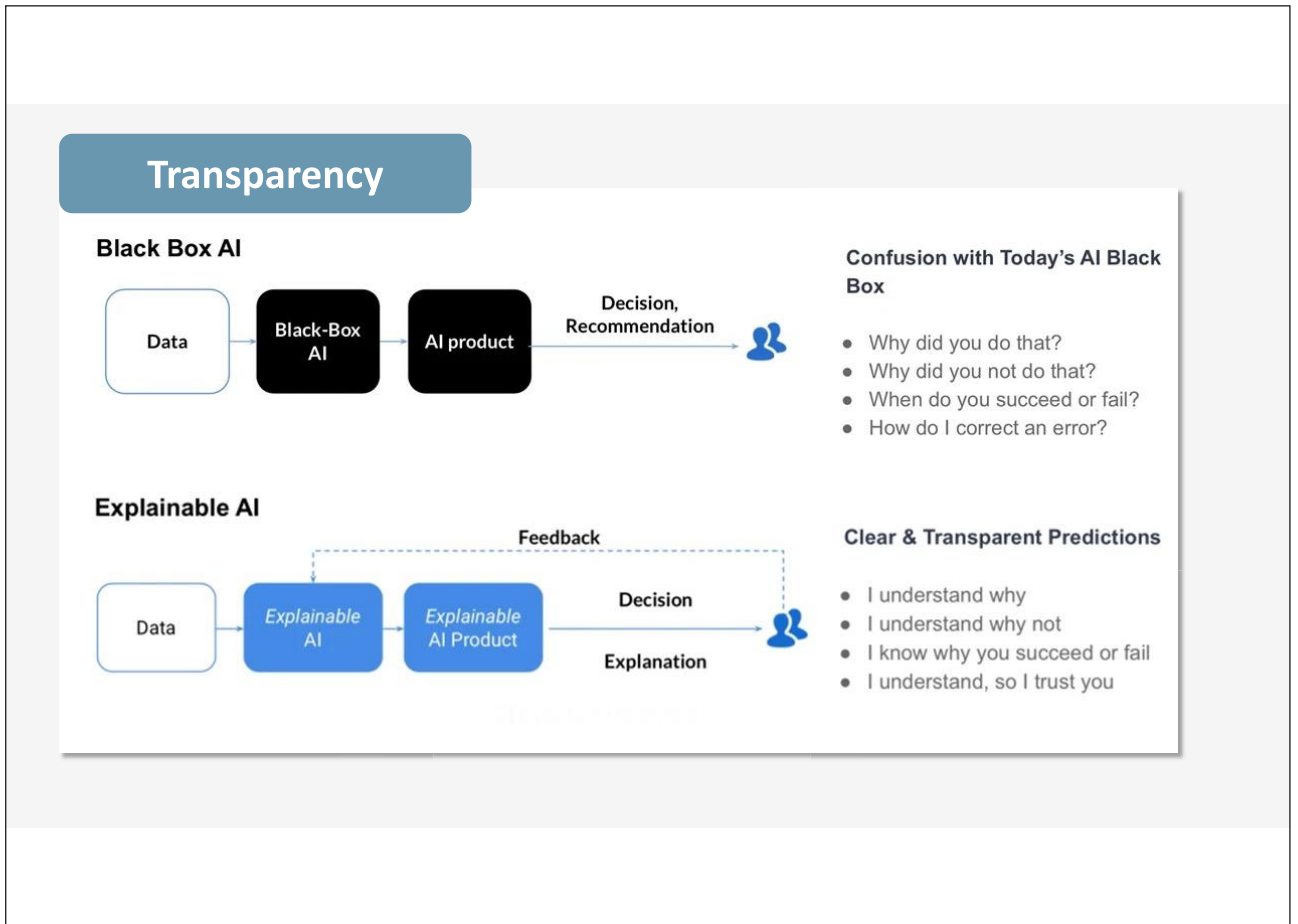 Transparency
Black Box AI
Data
Black-Box
AI
AI product
Decision,
Recommendation
Confusion with Today's AI Black
Box
● Why did you do that?
● Why did you not do that?
● When do you succeed or fail?
● How do I correct an error?
Explainable AI
Feedback
Data
Explainable
AI
Explainable
AI Product
Decision
Explanation
Clear & Transparent Predictions
● I understand why
● I understand why not
● I know why you succeed or fail
● I understand, so I trust you